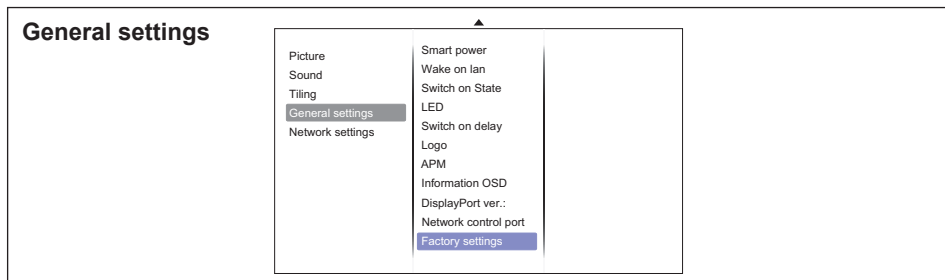 General settings
Picture
Sound
Tiling
General settings
Network settings
Smart power
Wake on lan
Switch on State
LED
Switch on delay
Logo
APM
Information OSD
DisplayPort ver.:
Network control port
Factory settings